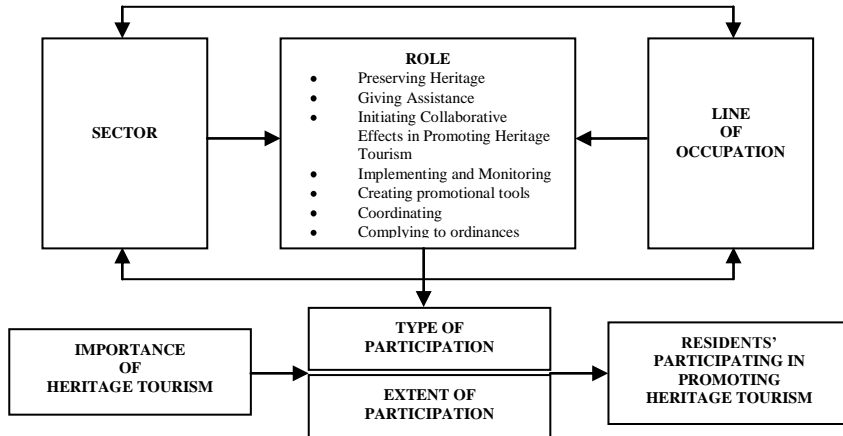 SECTOR
ROLE
• Preserving Heritage
• Giving Assistance
• Initiating Collaborative
Effects in Promoting Heritage
Tourism
• Implementing and Monitoring
• Creating promotional tools
• Coordinating
• Complying to ordinances
LINE
OF
OCCUPATION
IMPORTANCE
OF
HERITAGE TOURISM
TYPE OF
PARTICIPATION
EXTENT OF
PARTICIPATION
RESIDENTS’
PARTICIPATING IN
PROMOTING
HERITAGE TOURISM